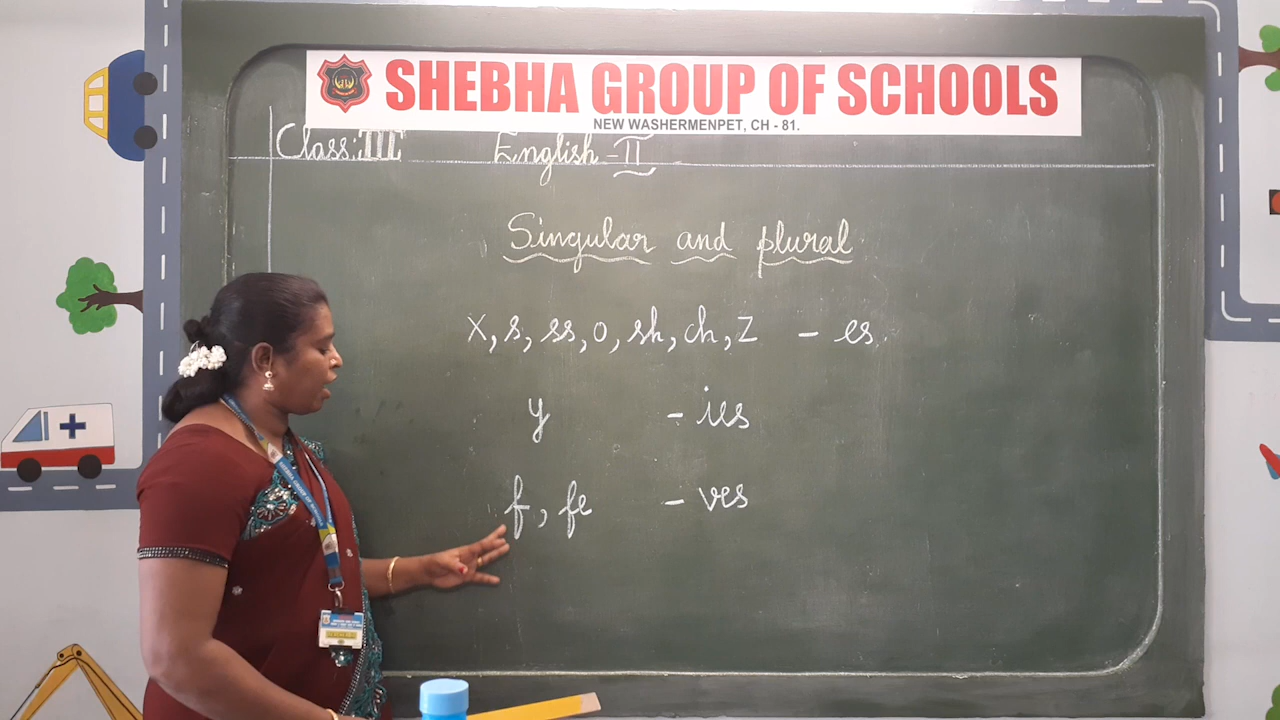 SHEBHA GROUP OF SCHOOLS
NEW WASHERMENPET, CH - 81.
Class: III English - II
Singular and plural
x, s, ss, o, sh, ch, z - es
y - ies
f, fe - ves